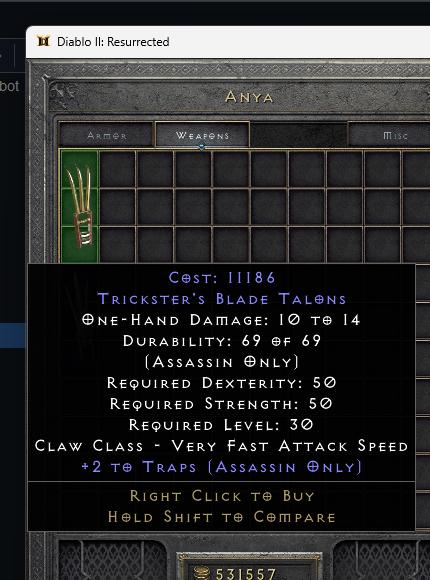 Diablo II: Resurrected
bot
Anya
Armor Weapons Misc
Cost: 11186
Trickster's Blade Talons
One-Hand Damage: 10 to 14
Durability: 69 of 69
(Assassin Only)
Required Dexterity: 50
Required Strength: 50
Required Level: 30
Claw Class - Very Fast Attack Speed
+2 to Traps (Assassin Only)
Right Click to Buy
Hold Shift to Compare
531557